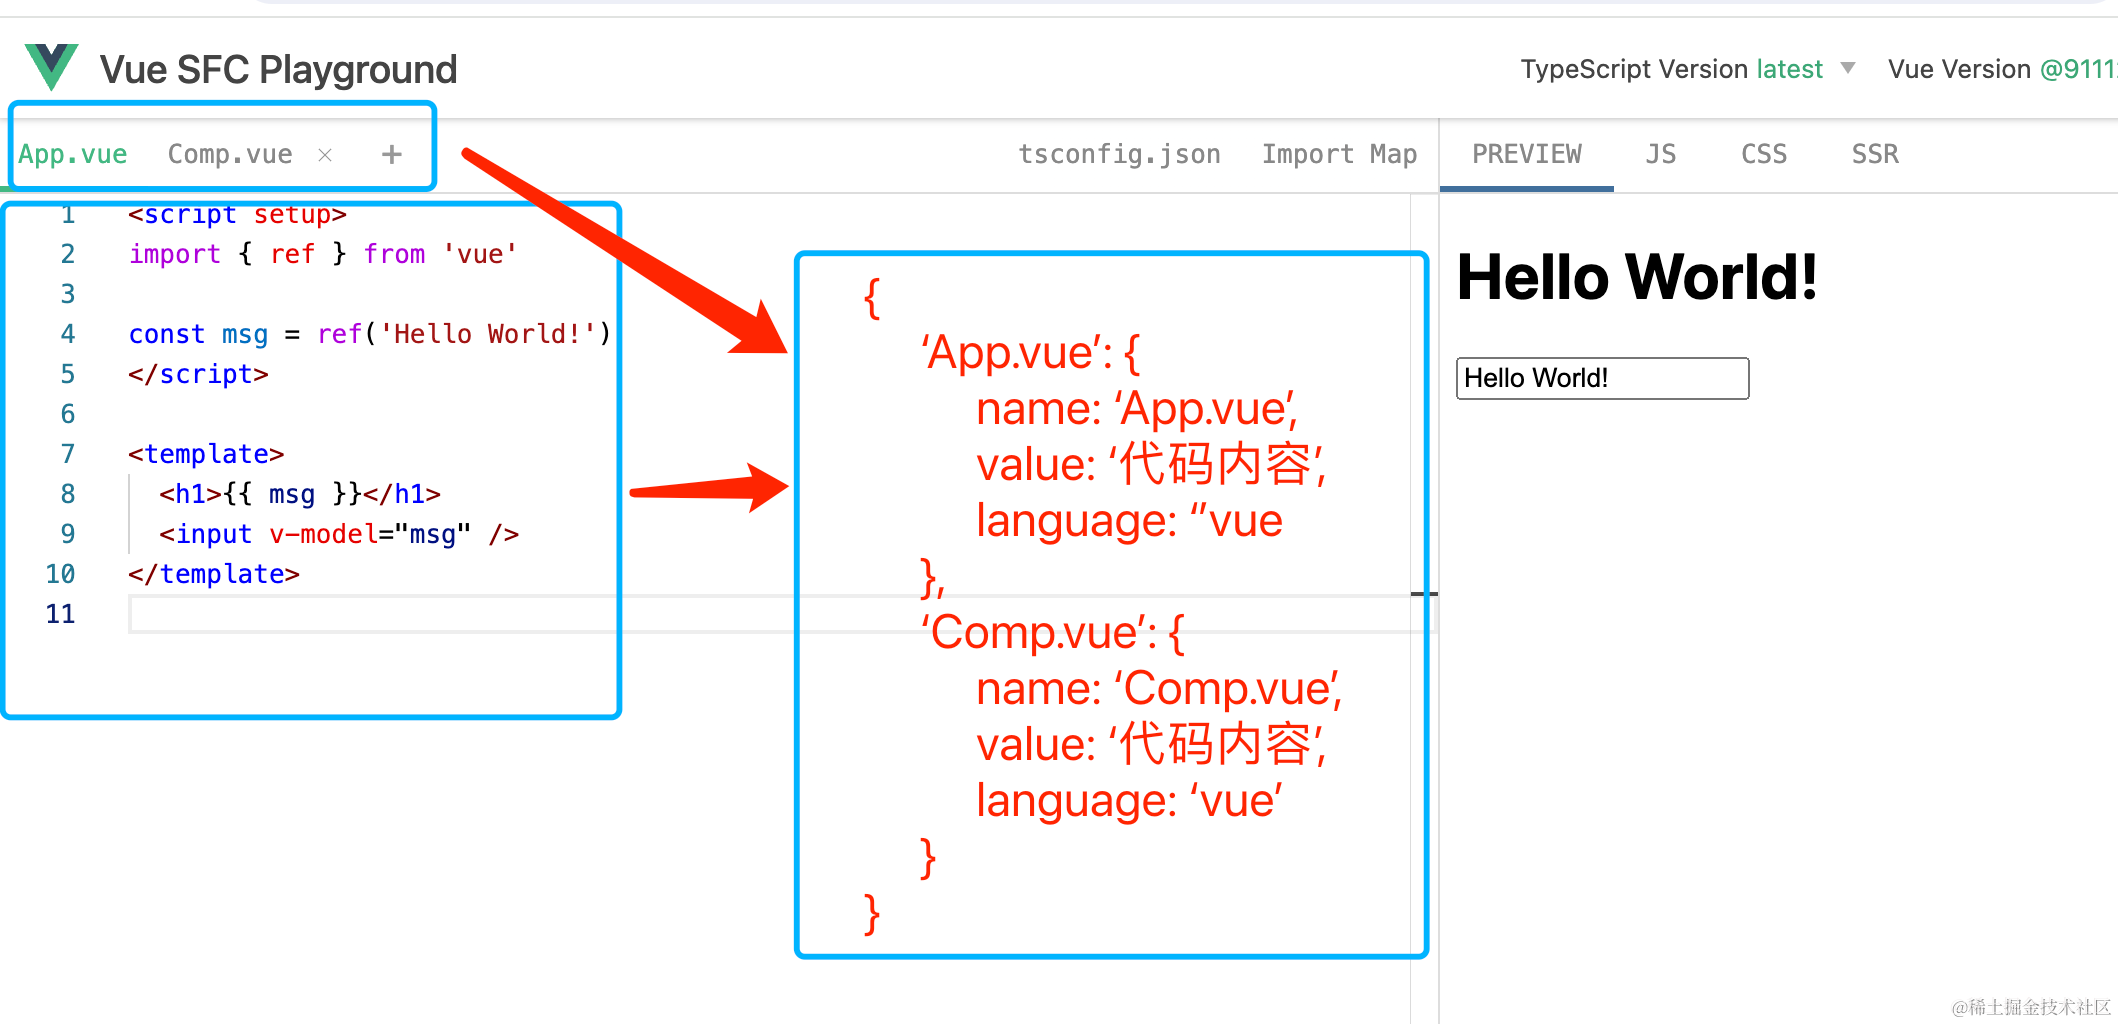 Vue SFC Playground
TypeScript Version latest
Vue Version @9111
App.vue Comp.vue × +
tsconfig.json Import Map
PREVIEW JS CSS SSR
1 <script setup>
2 import { ref } from 'vue'
3
4 const msg = ref('Hello World!')
5 </script>
6
7 <template>
8 <h1>{{ msg }}</h1>
9 <input v-model="msg" />
10 </template>
11
{
‘App.vue’: {
name: ‘App.vue’,
value: ‘代码内容’,
language: ‘’vue
},
‘Comp.vue’: {
name: ‘Comp.vue’,
value: ‘代码内容’,
language: ‘vue’
}
}
Hello World!
Hello World!
@稀土掘金技术社区